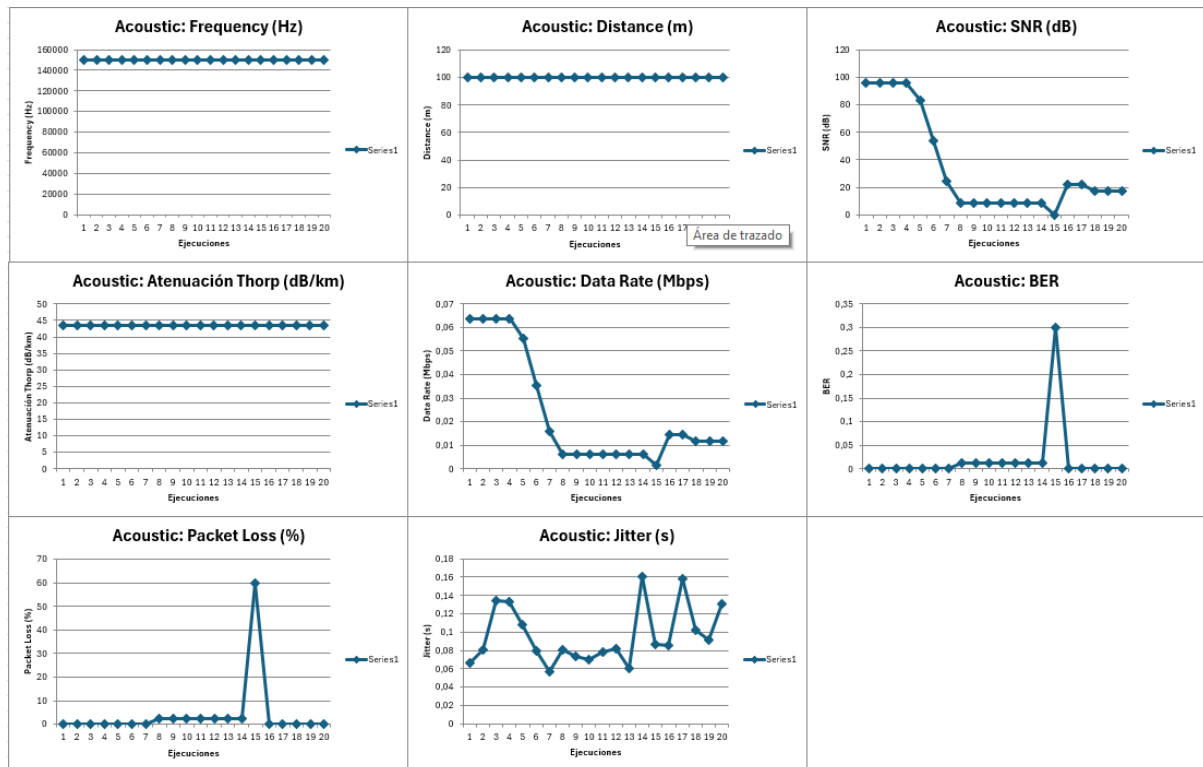 Acoustic: Frequency (Hz)
160000
140000
120000
100000
80000
60000
40000
20000
0
Frequency (Hz)
1 2 3 4 5 6 7 8 9 10 11 12 13 14 15 16 17 18 19 20
Ejecuciones
Series1
Acoustic: Distance (m)
120
100
80
60
40
20
0
Distance (m)
1 2 3 4 5 6 7 8 9 10 11 12 13 14 15 16 17
Ejecuciones
Series1
Área de trazado
Acoustic: SNR (dB)
120
100
80
60
40
20
0
SNR (dB)
1 2 3 4 5 6 7 8 9 10 11 12 13 14 15 16 17 18 19 20
Ejecuciones
Series1
Acoustic: Atenuación Thorp (dB/km)
50
45
40
35
30
25
20
15
10
5
0
Atenuación Thorp (dB/km)
1 2 3 4 5 6 7 8 9 10 11 12 13 14 15 16 17 18 19 20
Ejecuciones
Series1
Acoustic: Data Rate (Mbps)
0,07
0,06
0,05
0,04
0,03
0,02
0,01
0
Data Rate (Mbps)
1 2 3 4 5 6 7 8 9 10 11 12 13 14 15 16 17 18 19 20
Ejecuciones
Series1
Acoustic: BER
0,35
0,3
0,25
0,2
0,15
0,1
0,05
0
BER
1 2 3 4 5 6 7 8 9 10 11 12 13 14 15 16 17 18 19 20
Ejecuciones
Series1
Acoustic: Packet Loss (%)
70
60
50
40
30
20
10
0
Packet Loss (%)
1 2 3 4 5 6 7 8 9 10 11 12 13 14 15 16 17 18 19 20
Ejecuciones
Series1
Acoustic: Jitter (s)
0,18
0,16
0,14
0,12
0,1
0,08
0,06
0,04
0,02
0
Jitter (s)
1 2 3 4 5 6 7 8 9 10 11 12 13 14 15 16 17 18 19 20
Ejecuciones
Series1